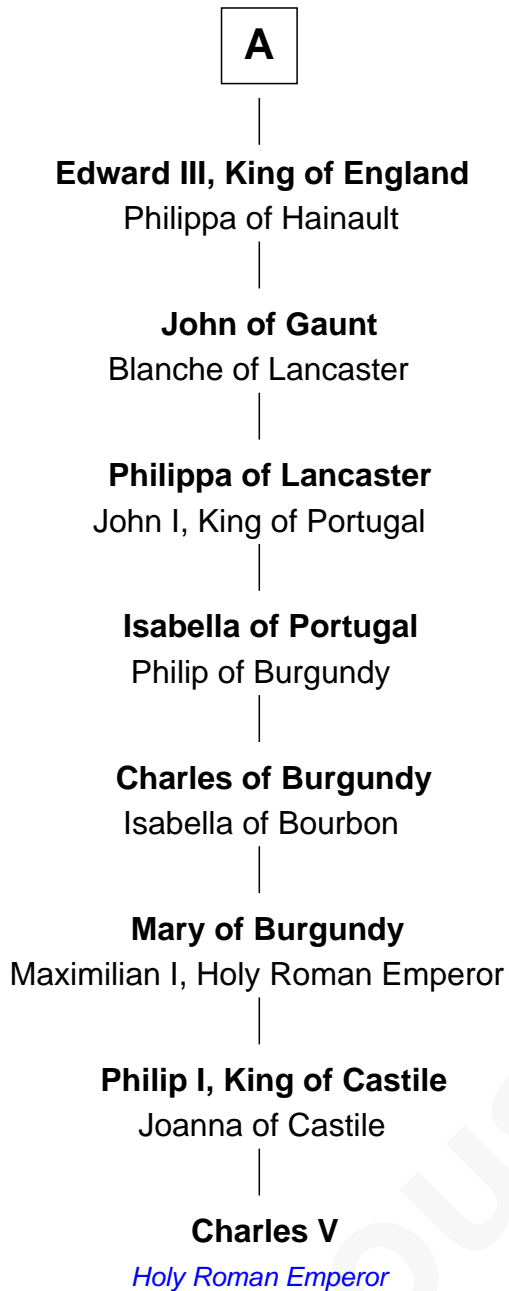 A
Edward III, King of England
Philippa of Hainault
John of Gaunt
Blanche of Lancaster
Philippa of Lancaster
John I, King of Portugal
Isabella of Portugal
Philip of Burgundy
Charles of Burgundy
Isabella of Bourbon
Mary of Burgundy
Maximilian I, Holy Roman Emperor
Philip I, King of Castile
Joanna of Castile
Charles V
Holy Roman Emperor